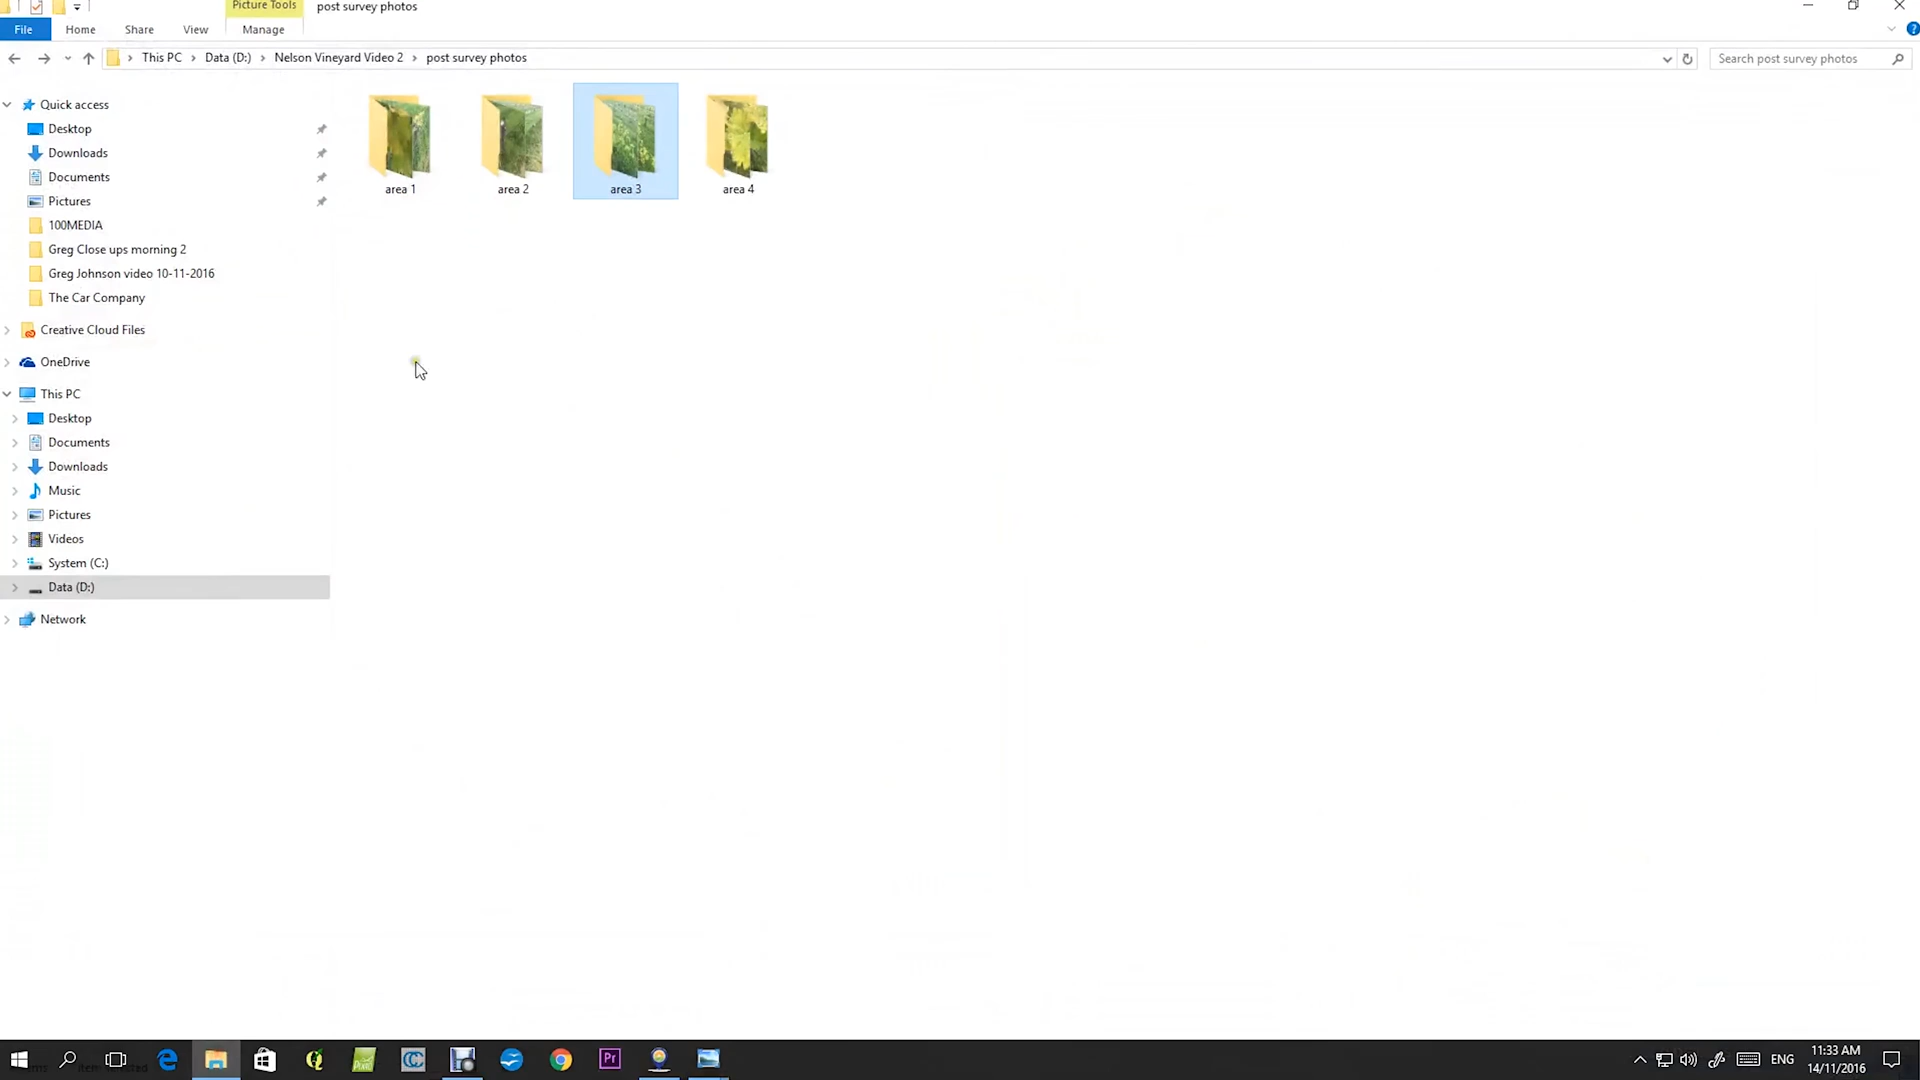 Picture Tools
post survey photos
File
Home
Share
View
Manage
This PC
Data (D:)
Nelson Vineyard Video 2
post survey photos
Search post survey photos
Quick access
Desktop
Downloads
Documents
Pictures
100MEDIA
Greg Close ups morning 2
Greg Johnson video 10-11-2016
The Car Company
Creative Cloud Files
OneDrive
This PC
Desktop
Documents
Downloads
Music
Pictures
Videos
System (C:)
Data (D:)
Network
area 1
area 2
area 3
area 4
Pr
ENG
11:33 AM
14/11/2016